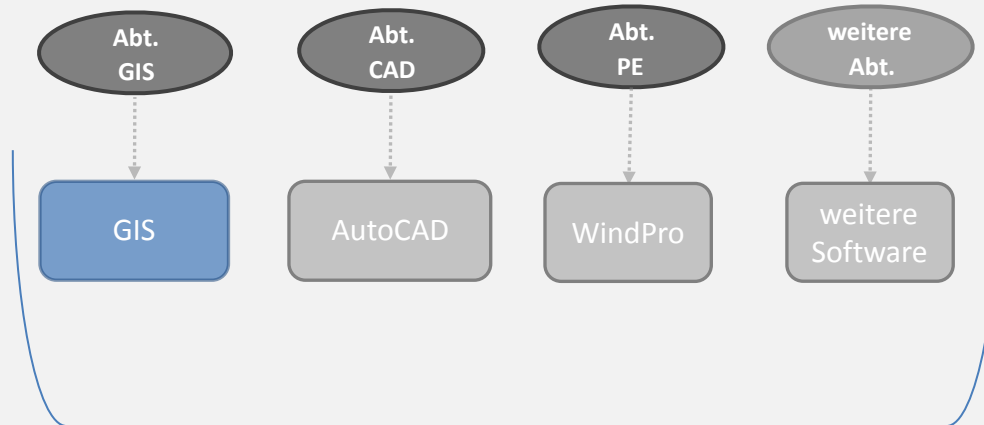 Abt.
GIS
Abt.
CAD
Abt.
PE
weitere
Abt.
GIS
AutoCAD
WindPro
weitere
Software